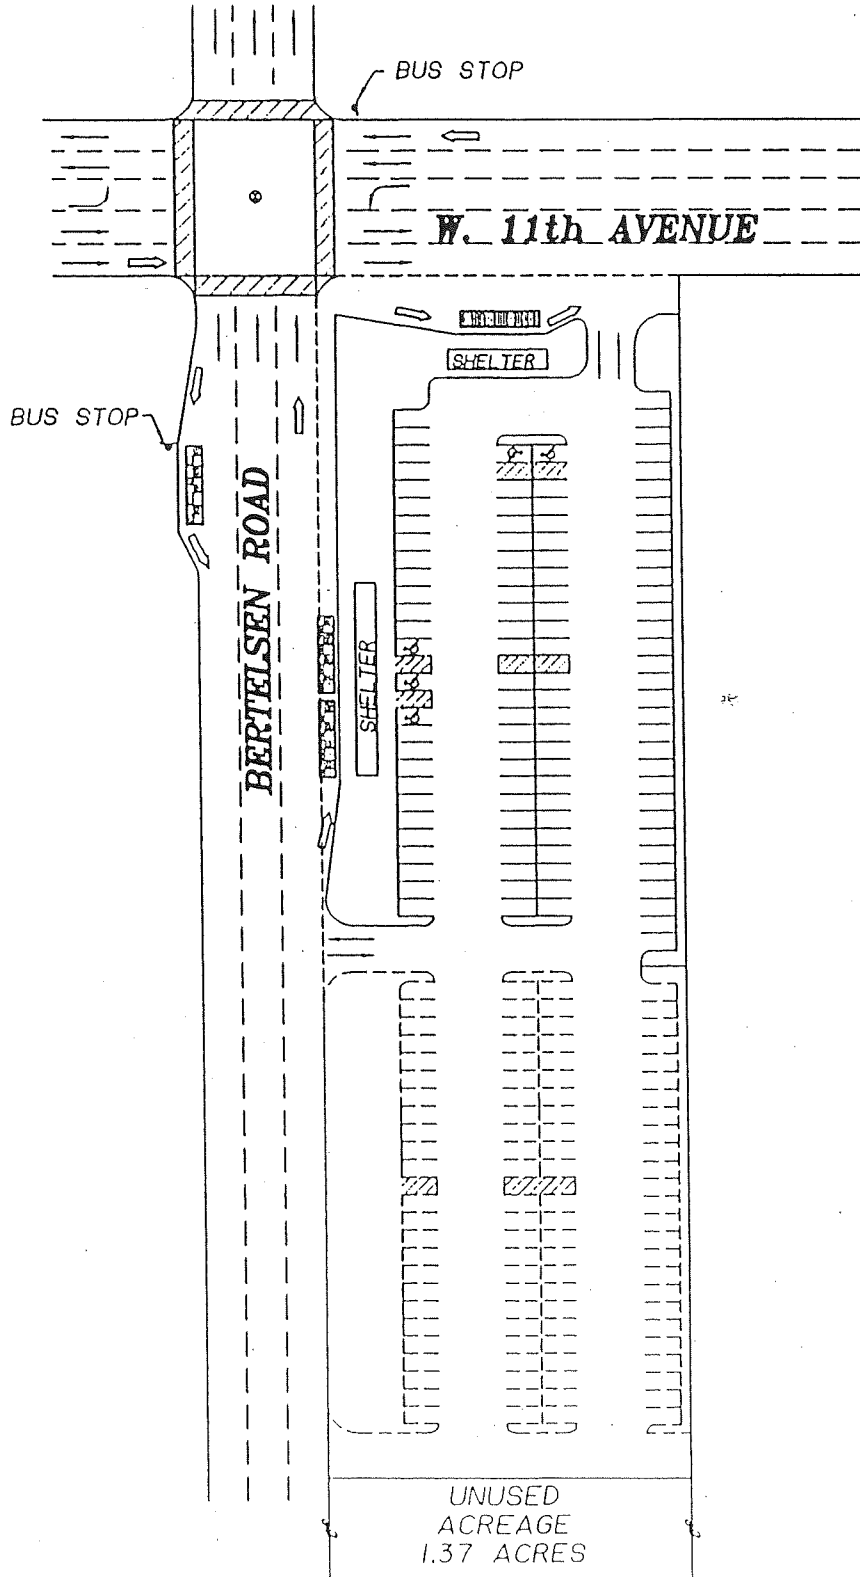 BUS STOP
W. 11th AVENUE
SHELTER
BUS STOP
BERTELSEN ROAD
SHELTER
UNUSED
ACREAGE
1.37 ACRES